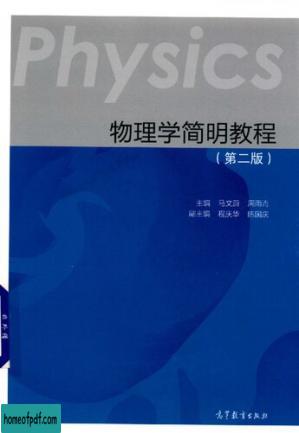 Physics
物理学简明教程
(第二版)
主编 马文蔚 周雨青
副主编 程庆华 陈国庆
高等教育出版社
homeofpdf.com